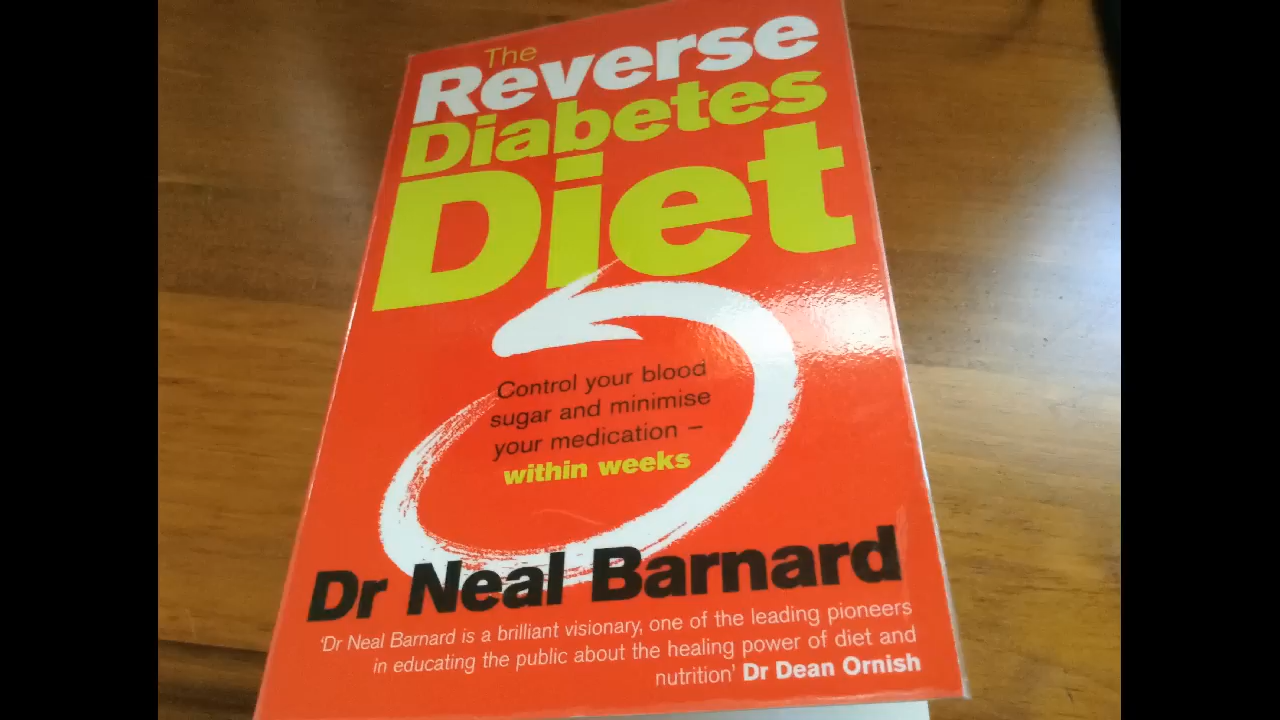 The
Reverse
Diabetes
Diet
Control your blood
sugar and minimise
your medication –
within weeks
Dr Neal Barnard
'Dr Neal Barnard is a brilliant visionary, one of the leading pioneers
in educating the public about the healing power of diet and
nutrition' Dr Dean Ornish